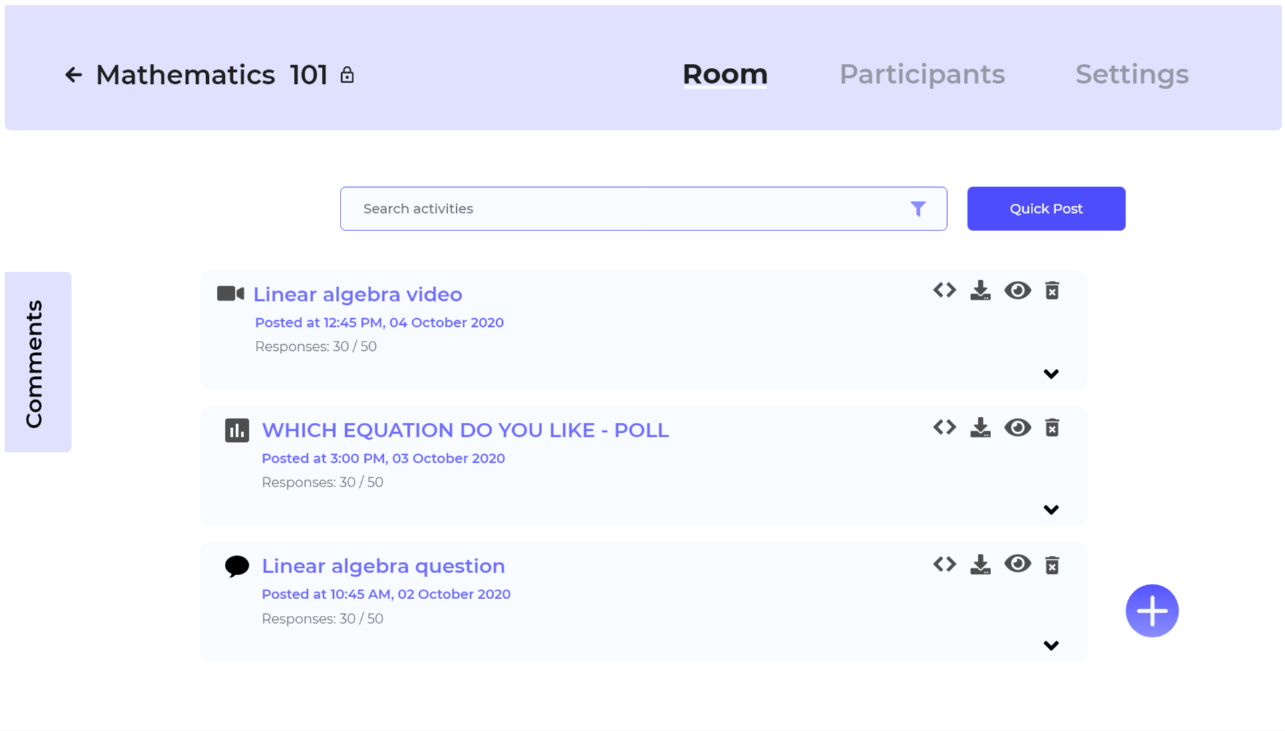 Mathematics 101
Room
Participants
Settings
Search activities
Quick Post
Comments
Linear algebra video
Posted at 12:45 PM, 04 October 2020
Responses: 30 / 50
WHICH EQUATION DO YOU LIKE - POLL
Posted at 3:00 PM, 03 October 2020
Responses: 30 / 50
Linear algebra question
Posted at 10:45 AM, 02 October 2020
Responses: 30 / 50